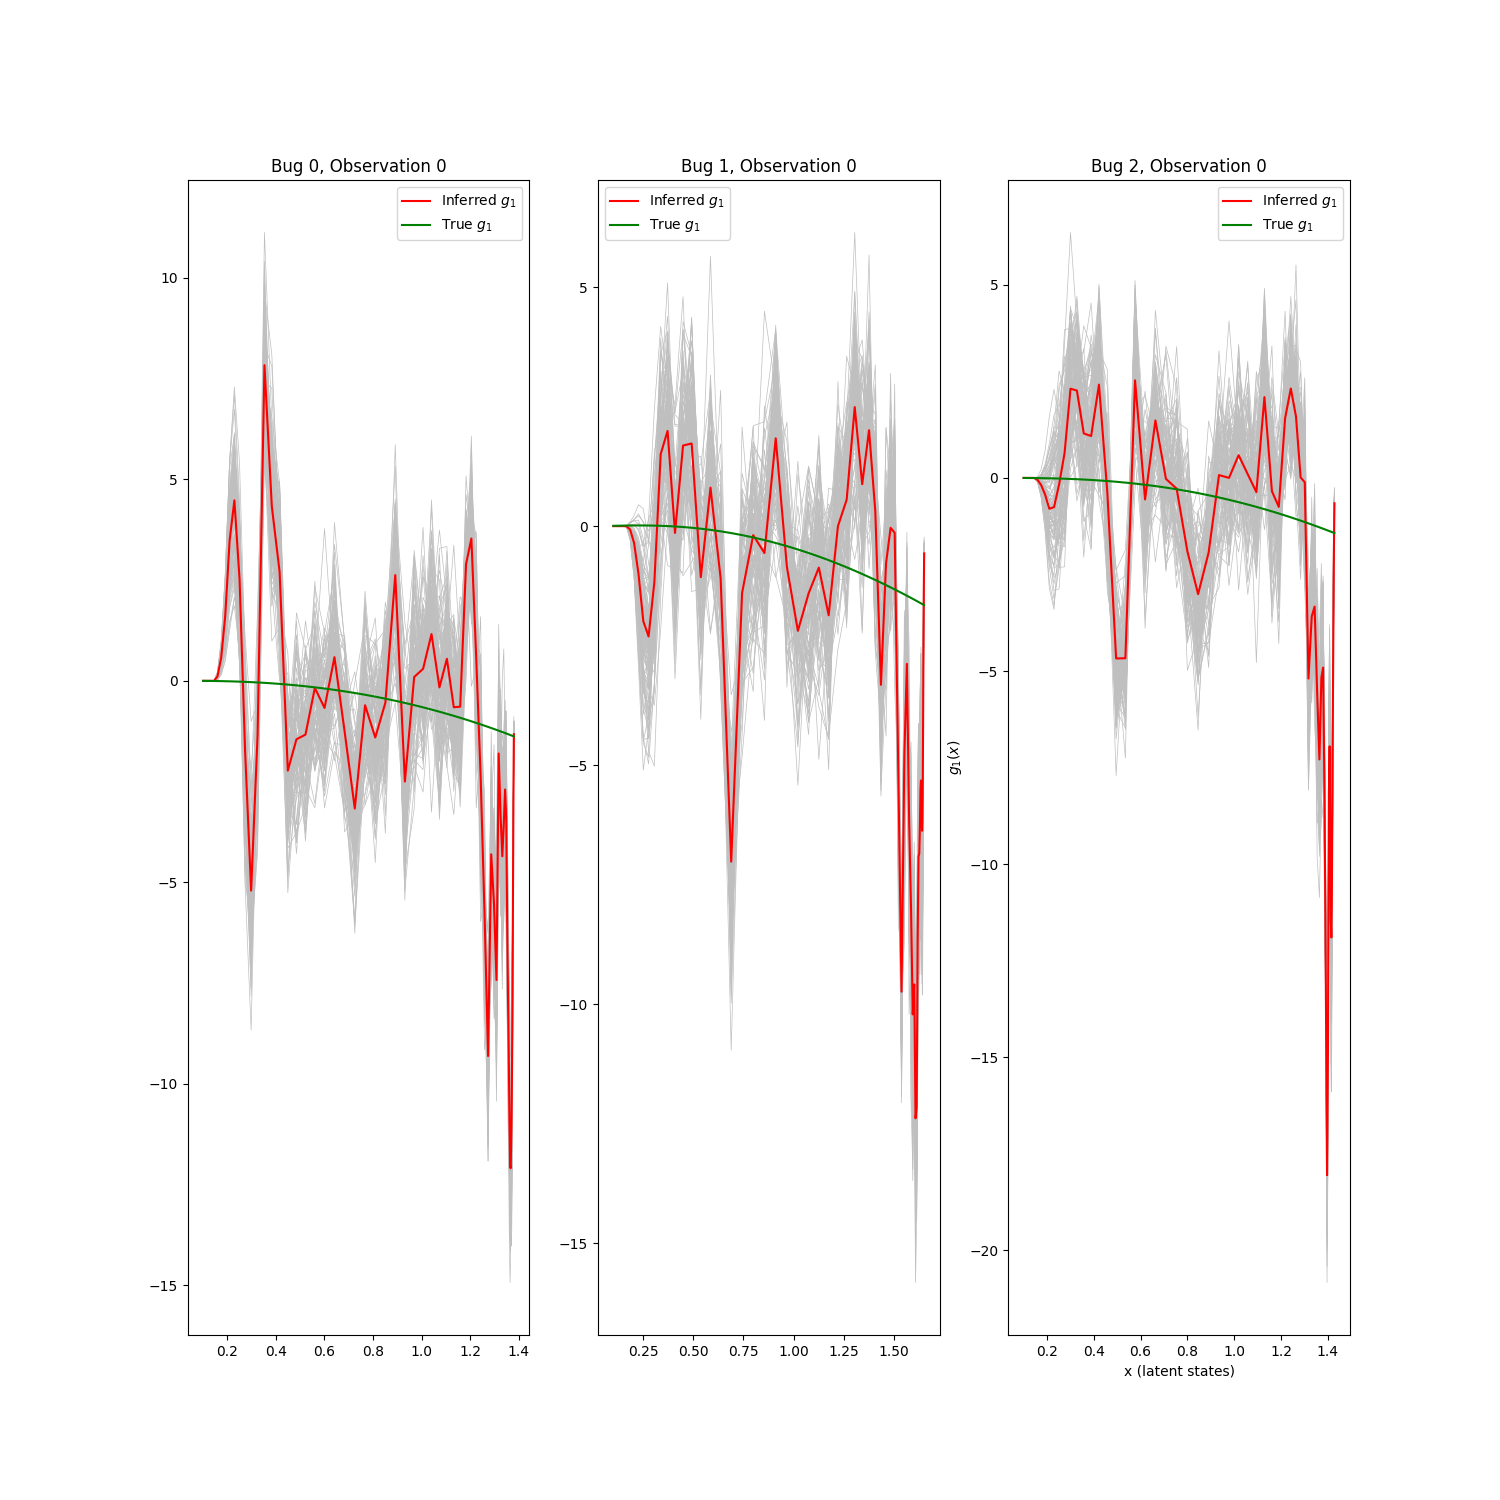 Bug 0, Observation 0
Inferred g₁
True g₁
10
5
0
−5
−10
−15
0.2 0.4 0.6 0.8 1.0 1.2 1.4
Bug 1, Observation 0
Inferred g₁
True g₁
5
0
−5
−10
−15
0.25 0.50 0.75 1.00 1.25 1.50
Bug 2, Observation 0
Inferred g₁
True g₁
g₁(x)
5
0
−5
−10
−15
−20
0.2 0.4 0.6 0.8 1.0 1.2 1.4
x (latent states)